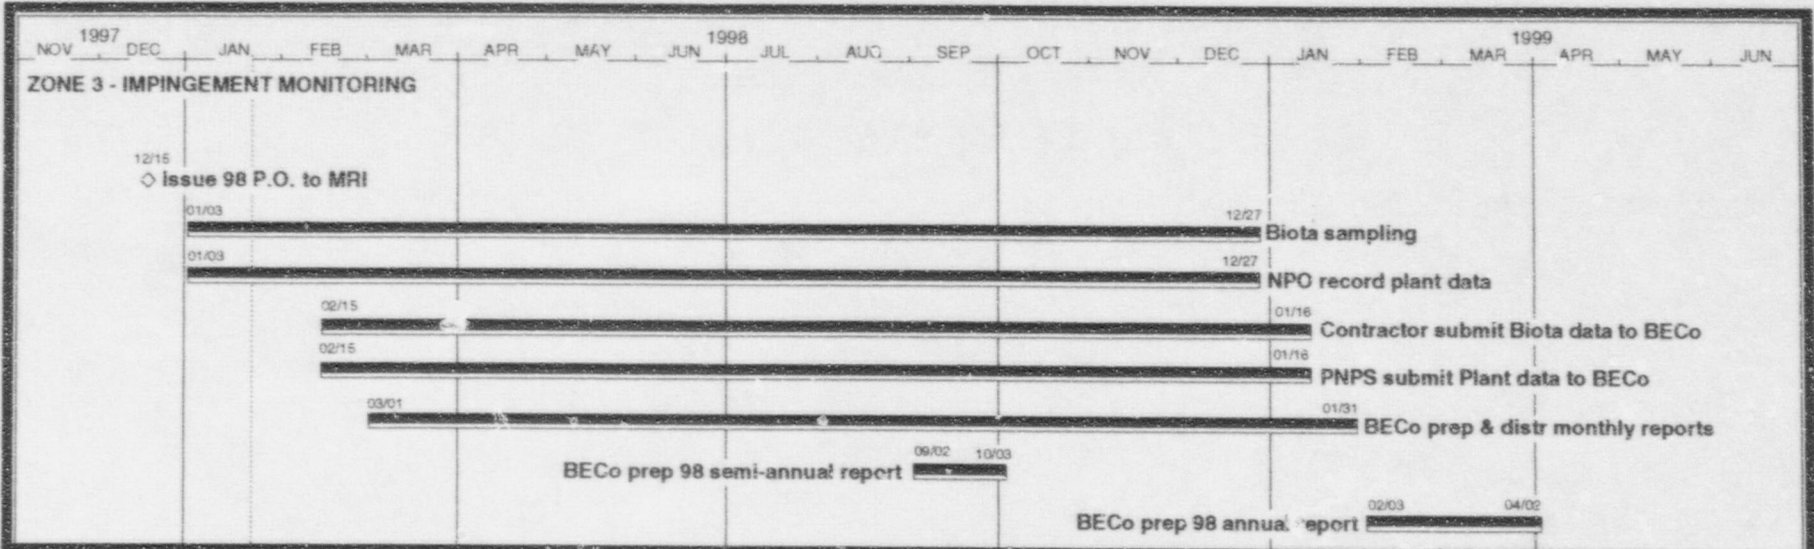 1997 1998 1999
NOV DEC JAN FEB MAR APR MAY JUN JUL AUG SEP OCT NOV DEC JAN FEB MAR APR MAY JUN
ZONE 3 - IMPINGEMENT MONITORING
12/15
issue 98 P.O. to MRI
01/03 12/27
Biota sampling
01/03 12/27
NPO record plant data
02/15 01/16
Contractor submit Biota data to BECo
02/15 01/16
PNPS submit Plant data to BECo
03/01 01/31
BECo prep & distr monthly reports
09/02 10/03
BECo prep 98 semi-annual report
02/03 04/02
BECo prep 98 annual report